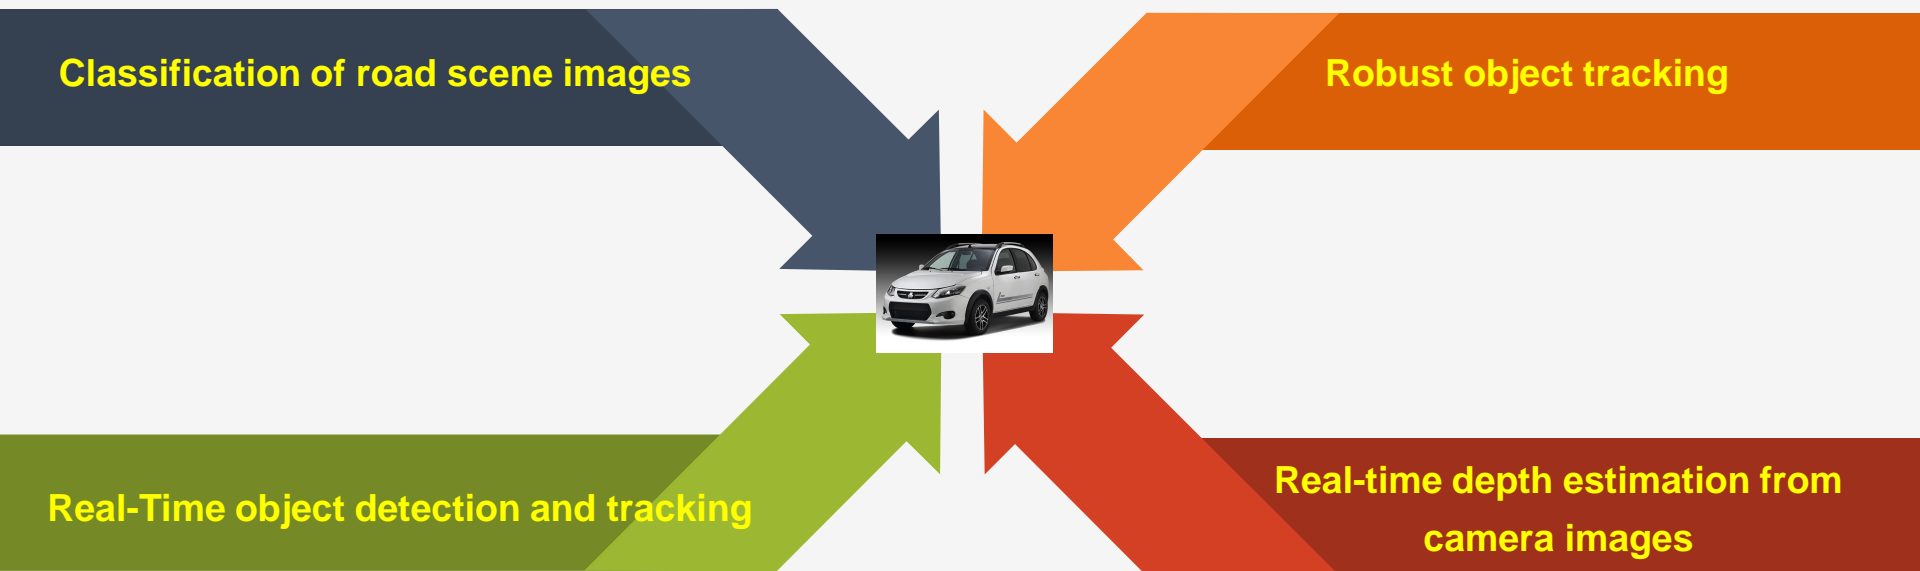 Classification of road scene images
Robust object tracking
Real-Time object detection and tracking
Real-time depth estimation from
camera images